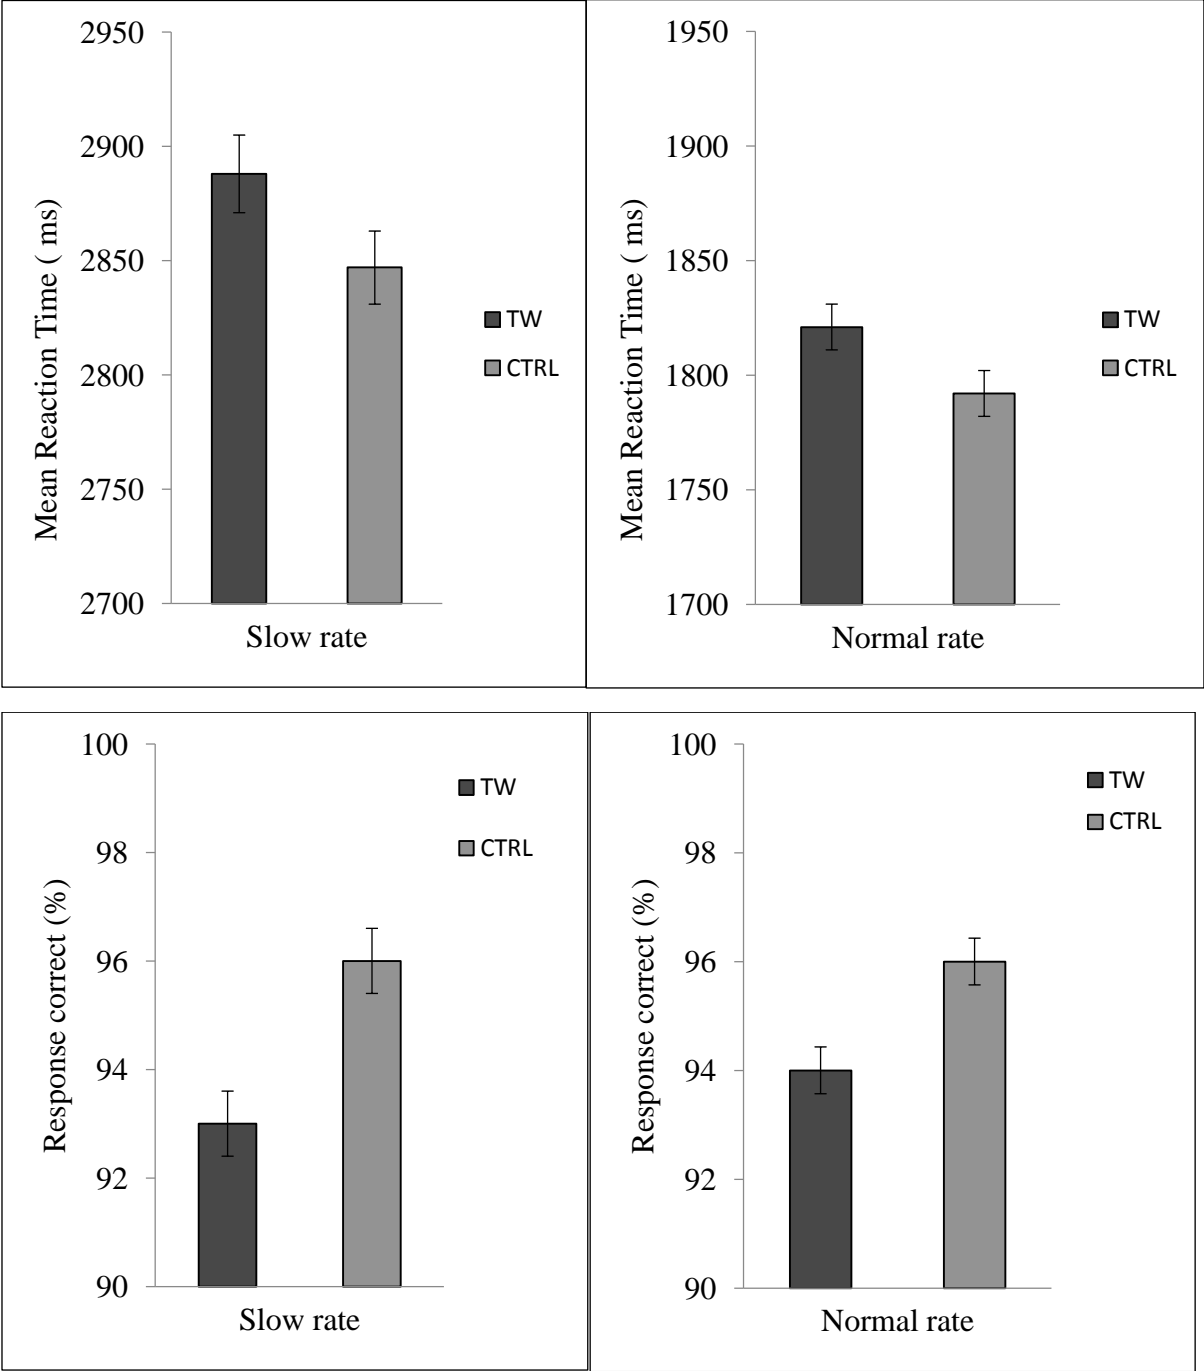 2950
2900
2850
2800
2750
2700
Mean Reaction Time ( ms)
TW
CTRL
Slow rate
1950
1900
1850
1800
1750
1700
Mean Reaction Time ( ms)
TW
CTRL
Normal rate
100
98
96
94
92
90
Response correct (%)
TW
CTRL
Slow rate
100
98
96
94
92
90
Response correct (%)
TW
CTRL
Normal rate